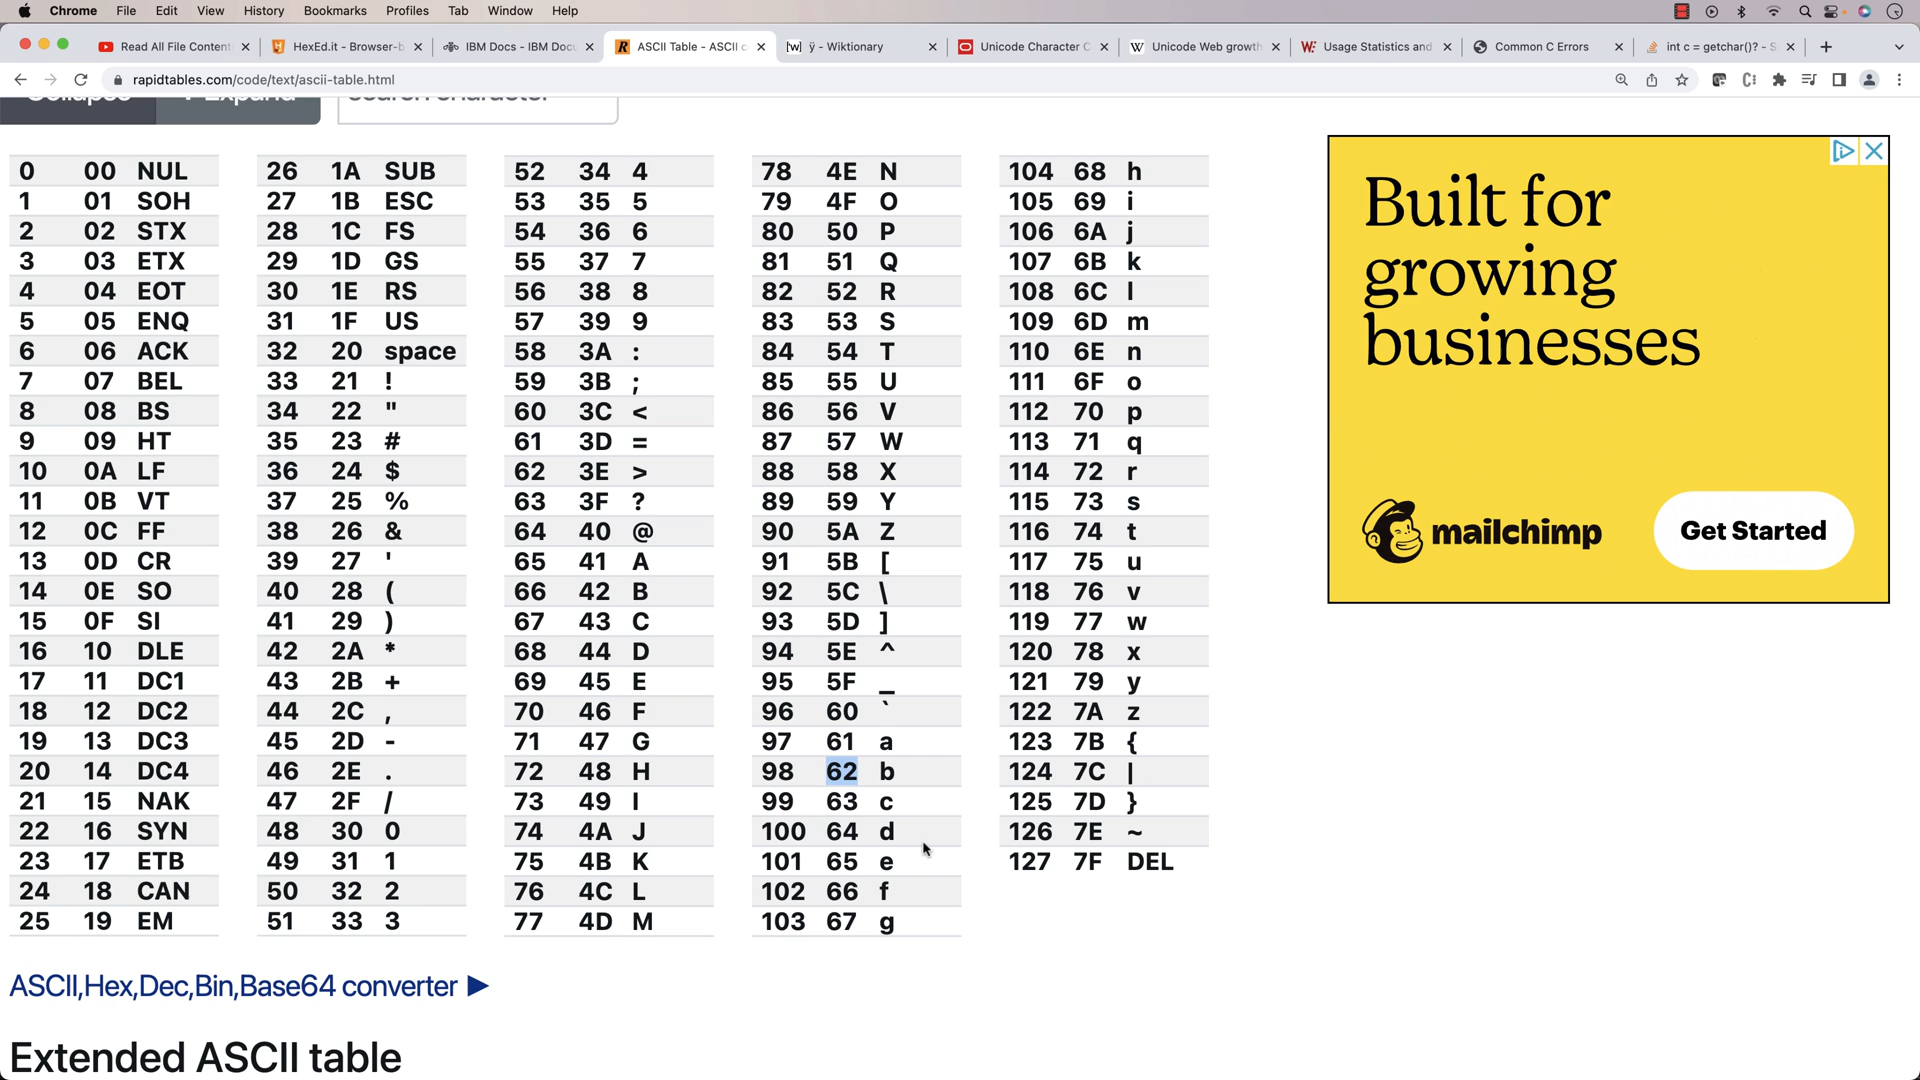 Chrome File Edit View History Bookmarks Profiles Tab Window Help
Read All File Content HexEd.it - Browser-b IBM Docs - IBM Docu ASCII Table - ASCII c ÿ - Wiktionary Unicode Character C Unicode Web growth Usage Statistics and Common C Errors int c = getchar()? - S
rapidtables.com/code/text/ascii-table.html
Collapse Expand search character
0 00 NUL 26 1A SUB 52 34 4 78 4E N 104 68 h
1 01 SOH 27 1B ESC 53 35 5 79 4F O 105 69 i
2 02 STX 28 1C FS 54 36 6 80 50 P 106 6A j
3 03 ETX 29 1D GS 55 37 7 81 51 Q 107 6B k
4 04 EOT 30 1E RS 56 38 8 82 52 R 108 6C l
5 05 ENQ 31 1F US 57 39 9 83 53 S 109 6D m
6 06 ACK 32 20 space 58 3A : 84 54 T 110 6E n
7 07 BEL 33 21 ! 59 3B ; 85 55 U 111 6F o
8 08 BS 34 22 " 60 3C < 86 56 V 112 70 p
9 09 HT 35 23 # 61 3D = 87 57 W 113 71 q
10 0A LF 36 24 $ 62 3E > 88 58 X 114 72 r
11 0B VT 37 25 % 63 3F ? 89 59 Y 115 73 s
12 0C FF 38 26 & 64 40 @ 90 5A Z 116 74 t
13 0D CR 39 27 ' 65 41 A 91 5B [ 117 75 u
14 0E SO 40 28 ( 66 42 B 92 5C \ 118 76 v
15 0F SI 41 29 ) 67 43 C 93 5D ] 119 77 w
16 10 DLE 42 2A * 68 44 D 94 5E ^ 120 78 x
17 11 DC1 43 2B + 69 45 E 95 5F _ 121 79 y
18 12 DC2 44 2C , 70 46 F 96 60 ` 122 7A z
19 13 DC3 45 2D - 71 47 G 97 61 a 123 7B {
20 14 DC4 46 2E . 72 48 H 98 62 b 124 7C |
21 15 NAK 47 2F / 73 49 I 99 63 c 125 7D }
22 16 SYN 48 30 0 74 4A J 100 64 d 126 7E ~
23 17 ETB 49 31 1 75 4B K 101 65 e 127 7F DEL
24 18 CAN 50 32 2 76 4C L 102 66 f
25 19 EM 51 33 3 77 4D M 103 67 g
ASCII,Hex,Dec,Bin,Base64 converter ►
Extended ASCII table
Built for
growing
businesses
mailchimp
Get Started